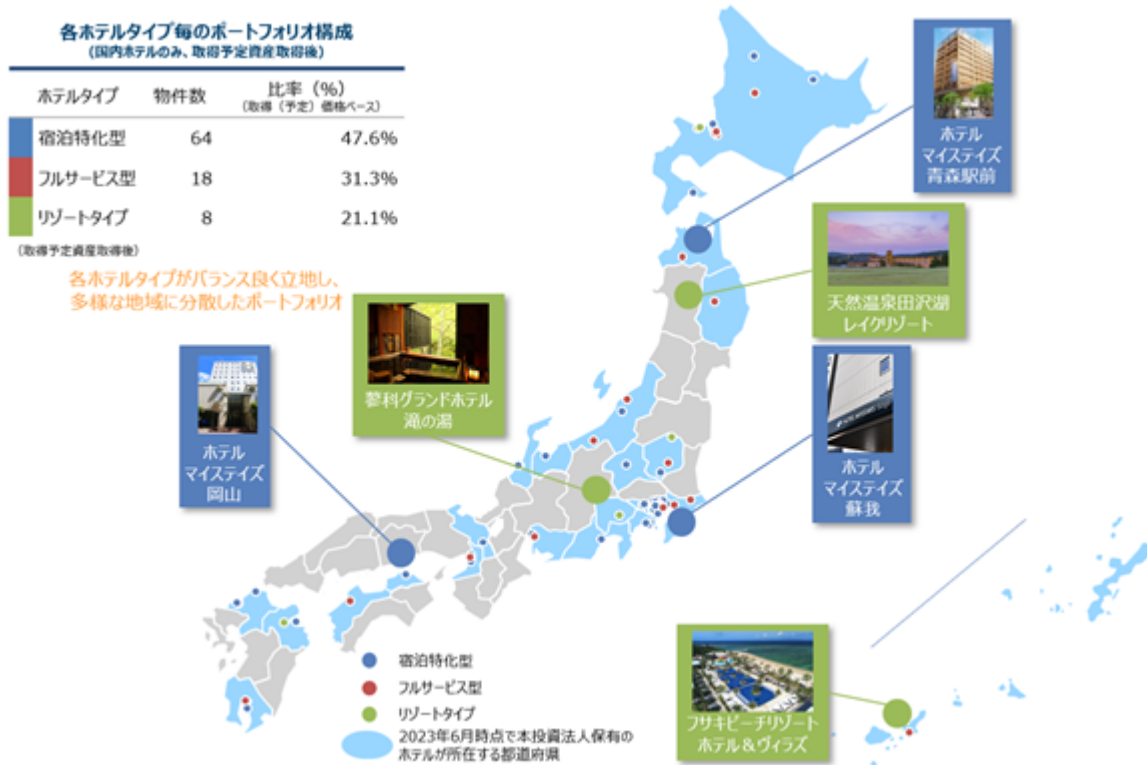 各ホテルタイプ毎のポートフォリオ構成
(国内ホテルのみ、取得予定資産取得後)
ホテルタイプ 物件数 比率（%）
(取得（予定）価格ベース)
宿泊特化型 64 47.6%
フルサービス型 18 31.3%
リゾートタイプ 8 21.1%
(取得予定資産取得後)
各ホテルタイプがバランス良く立地し、
多様な地域に分散したポートフォリオ
ホテル
マイステイズ
青森駅前
天然温泉田沢湖
レイクリゾート
蓼科グランドホテル
滝の湯
ホテル
マイステイズ
岡山
ホテル
マイステイズ
蘇我
フサキビーチリゾート
ホテル＆ヴィラズ
宿泊特化型
フルサービス型
リゾートタイプ
2023年6月時点で本投資法人保有の
ホテルが所在する都道府県